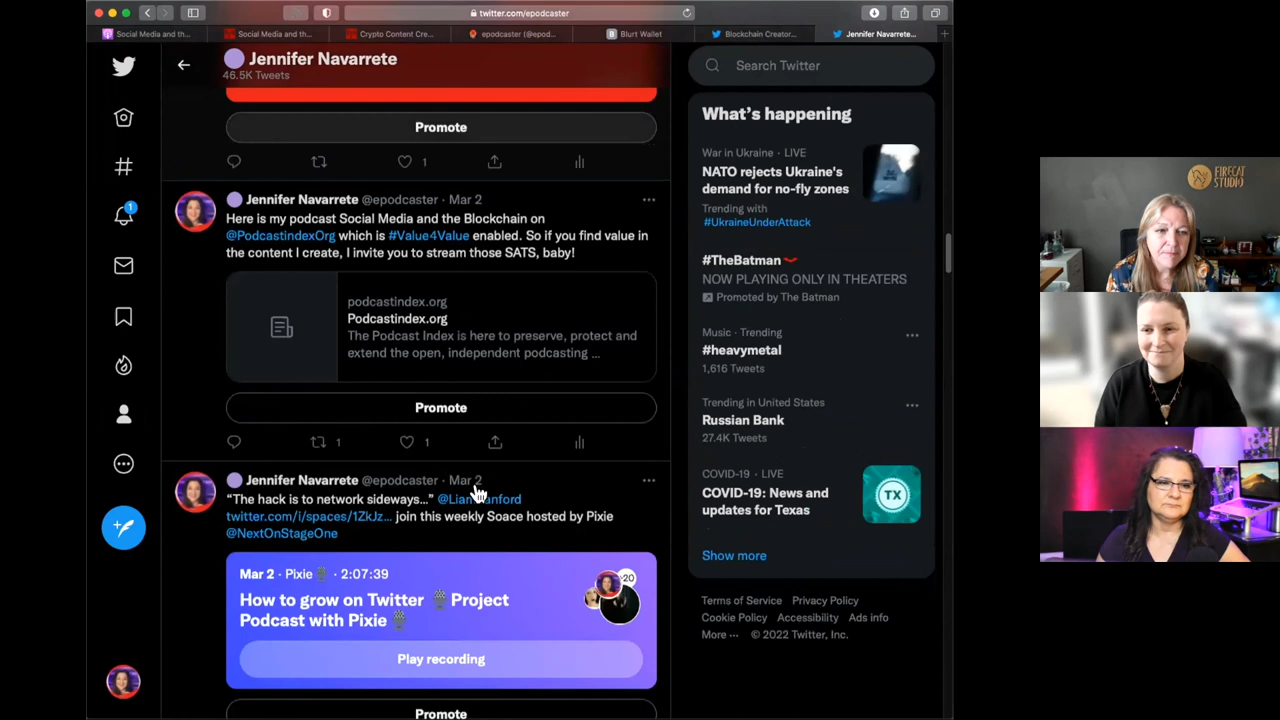 twitter.com/epodcaster
Social Media and th...
Social Media and th...
Crypto Content Cre...
epodcaster (@epod...
Blurt Wallet
Blockchain Creator...
Jennifer Navarrete...
Jennifer Navarrete
46.5K Tweets
Promote
1
Jennifer Navarrete @epodcaster · Mar 2
Here is my podcast Social Media and the Blockchain on
@PodcastindexOrg which is #Value4Value enabled. So if you find value in
the content I create, I invite you to stream those SATS, baby!
podcastindex.org
Podcastindex.org
The Podcast Index is here to preserve, protect and
extend the open, independent podcasting ...
Promote
1
1
Jennifer Navarrete @epodcaster · Mar 2
“The hack is to network sideways...”
twitter.com/i/spaces/1ZkJz... join this weekly Soace hosted by Pixie
@NextOnStageOne
Mar 2 · Pixie · 2:07:39
+20
How to grow on Twitter Project
Podcast with Pixie
Play recording
Promote
1
Search Twitter
What’s happening
War in Ukraine · LIVE
NATO rejects Ukraine's
demand for no-fly zones
Trending with
#UkraineUnderAttack
#TheBatman
NOW PLAYING ONLY IN THEATERS
Promoted by The Batman
Music · Trending
#heavymetal
1,616 Tweets
Trending in United States
Russian Bank
27.4K Tweets
COVID-19 · LIVE
COVID-19: News and
updates for Texas
TX
Show more
Terms of Service Privacy Policy
Cookie Policy Accessibility Ads info
More ··· © 2022 Twitter, Inc.
FIRECAT
STUDIO